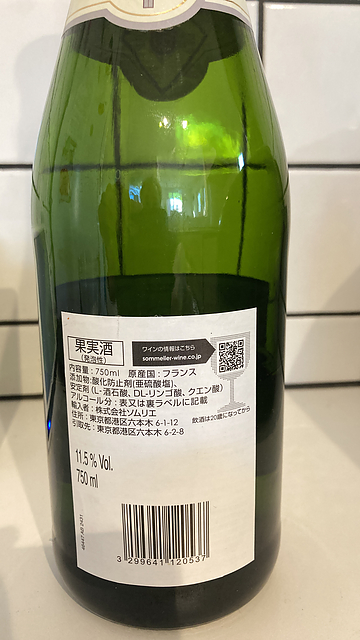 果実酒
(発泡性)
ワインの情報はこちら
sommelier-wine.co.jp
内容量：750ml　原産国：フランス
添加物：酸化防止剤(亜硫酸塩)、
安定剤(L-酒石酸、DL-リンゴ酸、クエン酸)
アルコール分：表又は裏ラベルに記載
輸入者：株式会社ソムリエ
住所：東京都港区六本木 6-1-12
引取先：東京都港区六本木 6-2-8
飲酒は20歳になってから
11.5 % Vol.
750 ml
3 299641 120537